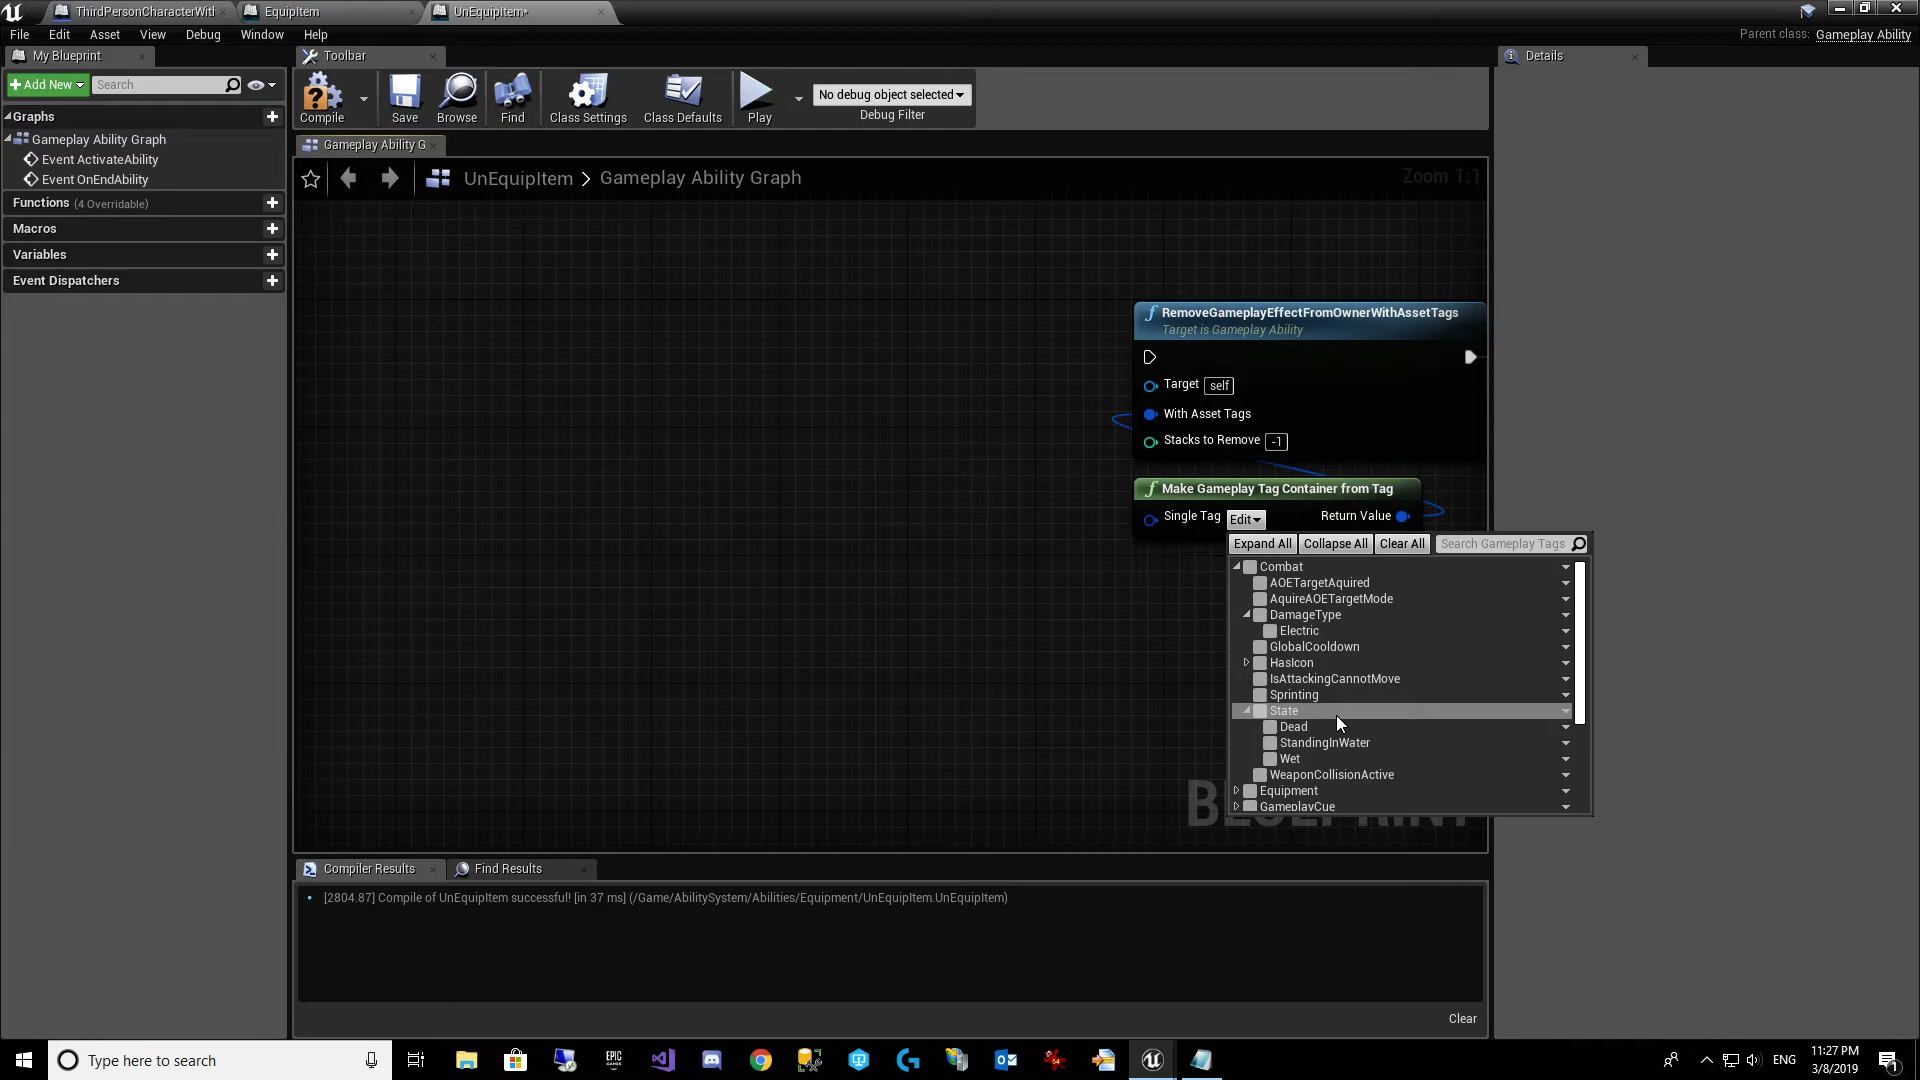 ThirdPersonCharacterWitl
EquipItem
UnEquipItem*
File Edit Asset View Debug Window Help
Parent class: Gameplay Ability
My Blueprint
Toolbar
Details
Add New
Search
Compile
Save
Browse
Find
Class Settings
Class Defaults
Play
No debug object selected
Debug Filter
Graphs
Gameplay Ability Graph
Event ActivateAbility
Event OnEndAbility
Functions (4 Overridable)
Macros
Variables
Event Dispatchers
Gameplay Ability G
UnEquipItem > Gameplay Ability Graph
Zoom 1:1
RemoveGameplayEffectFromOwnerWithAssetTags
Target is Gameplay Ability
Target self
With Asset Tags
Stacks to Remove -1
Make Gameplay Tag Container from Tag
Single Tag Edit Return Value
Expand All Collapse All Clear All Search Gameplay Tags
Combat
AOETargetAquired
AquireAOETargetMode
DamageType
Electric
GlobalCooldown
HasIcon
IsAttackingCannotMove
Sprinting
State
Dead
StandingInWater
Wet
WeaponCollisionActive
Equipment
GameplayCue
Compiler Results
Find Results
[2804.87] Compile of UnEquipItem successful! [in 37 ms] (/Game/AbilitySystem/Abilities/Equipment/UnEquipItem.UnEquipItem)
Clear
Type here to search
EPIC
GAMES
64
ENG
11:27 PM
3/8/2019
1